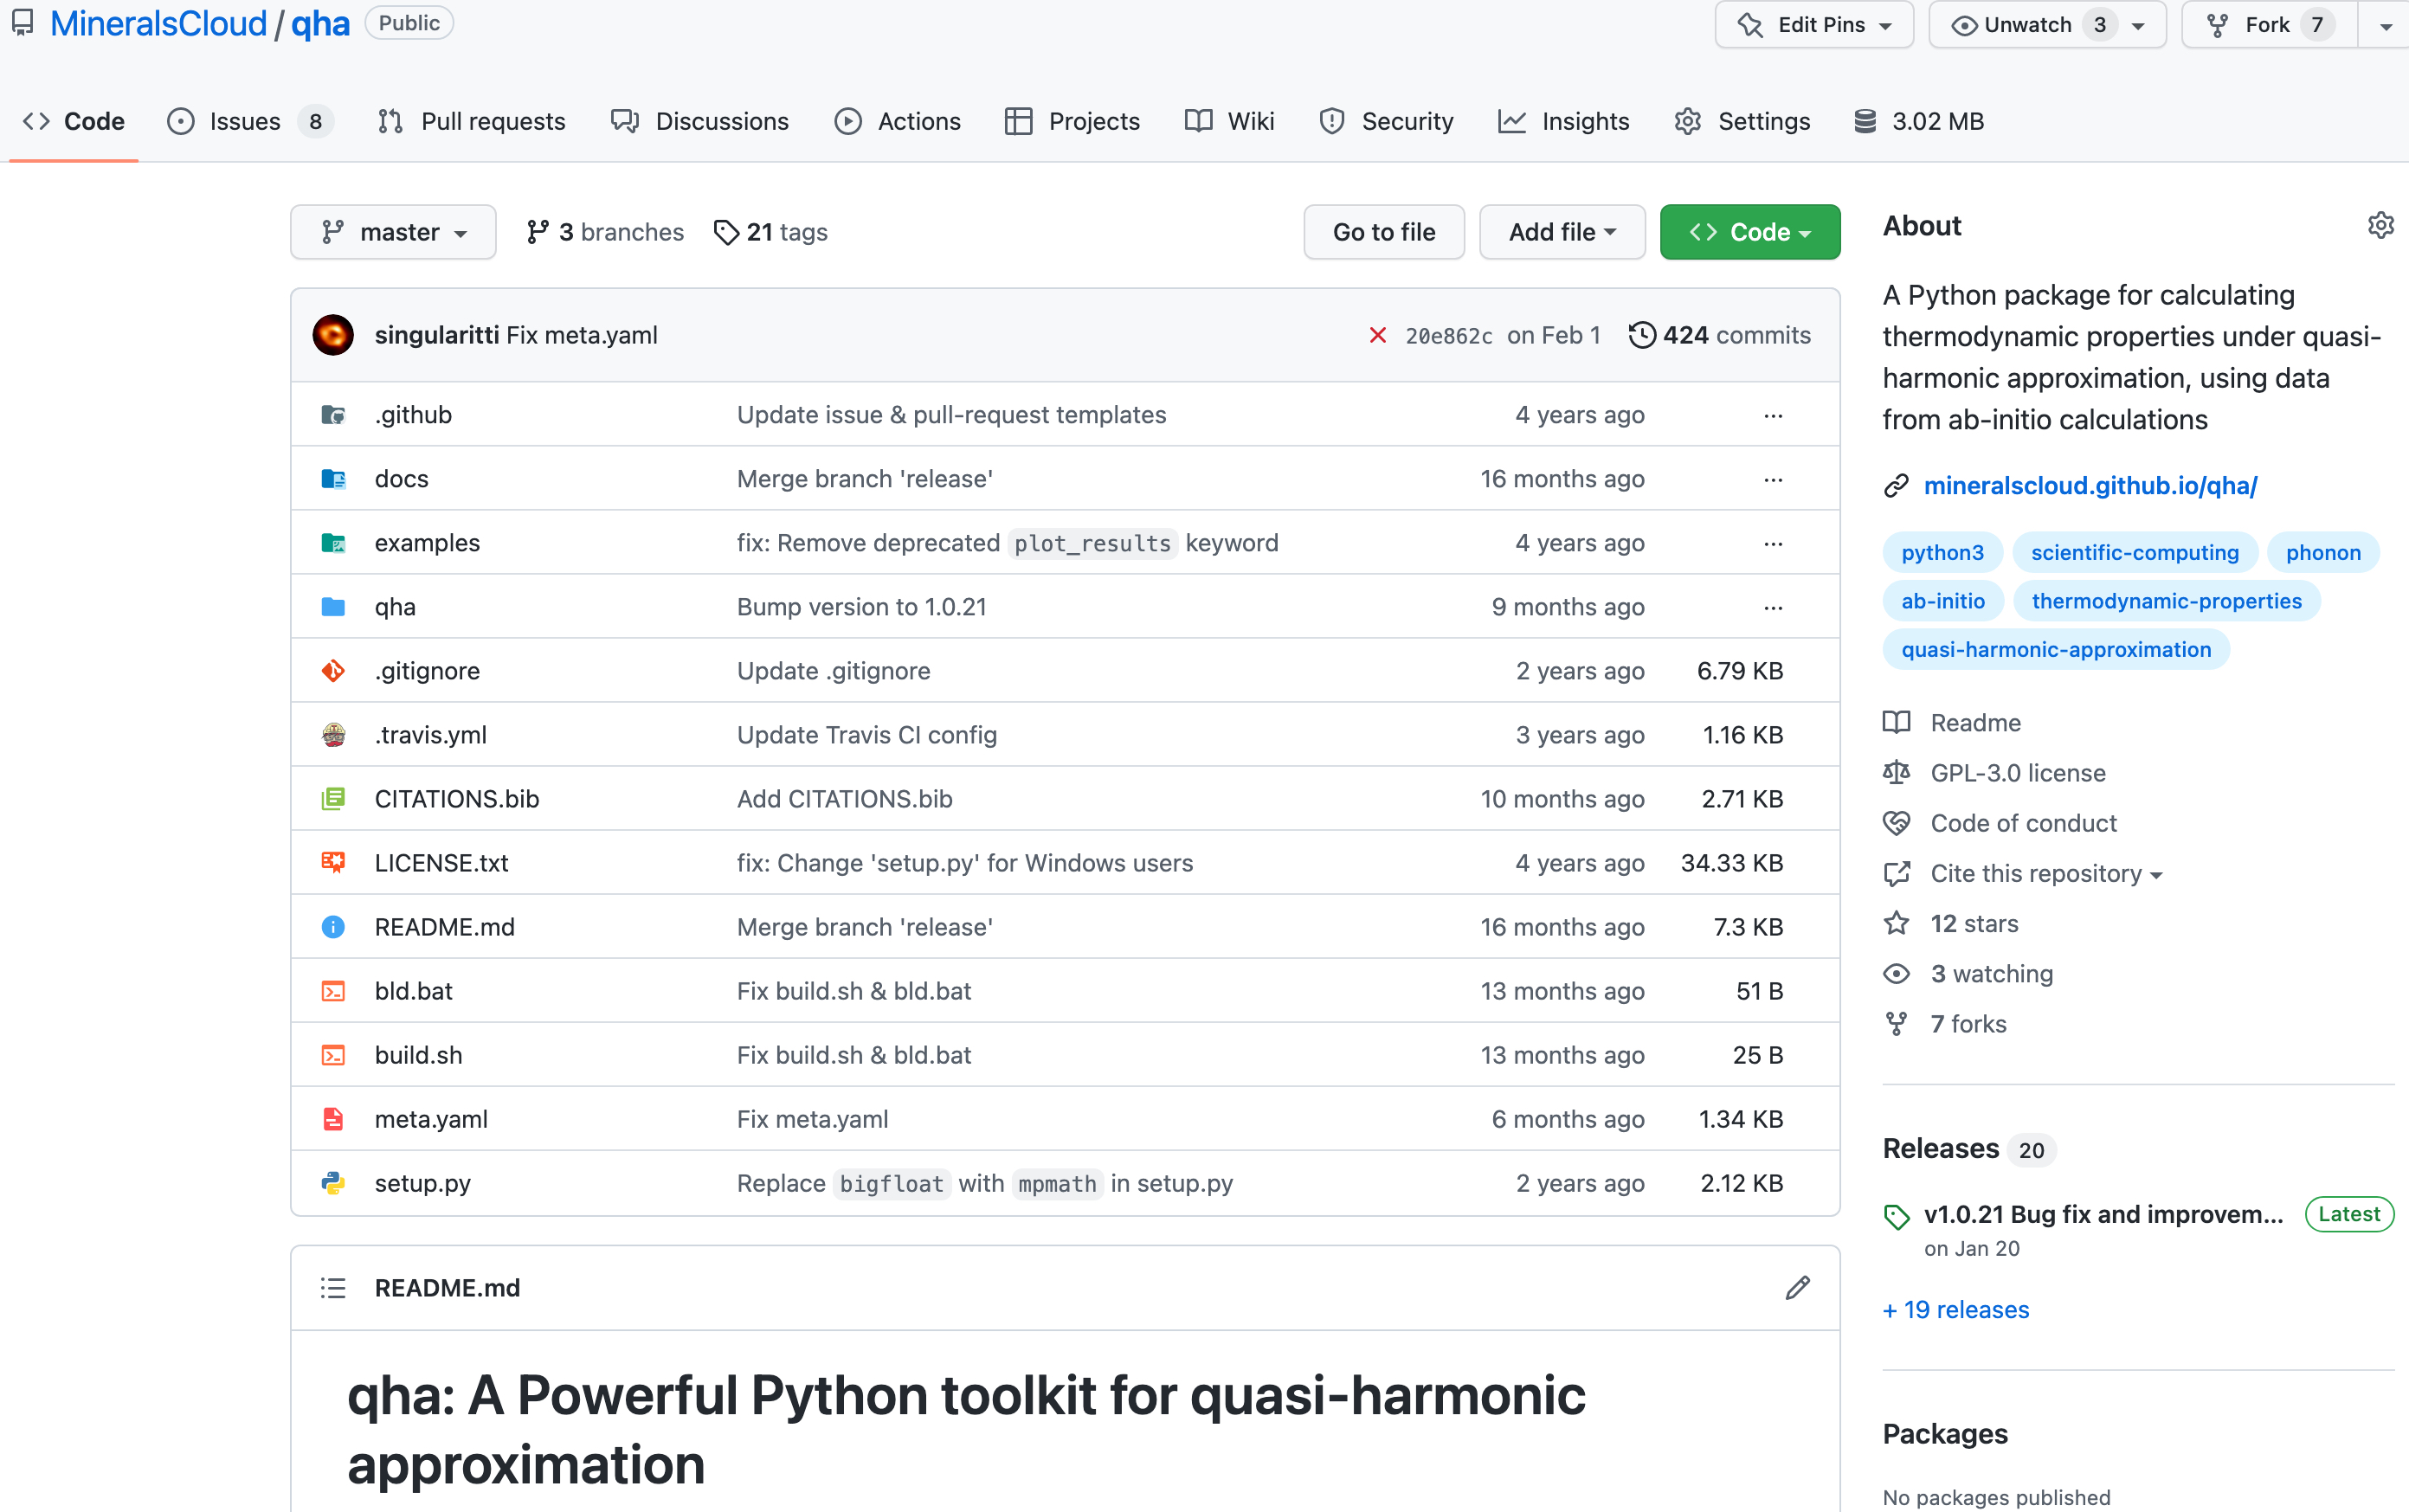 MineralsCloud / qha Public
Edit Pins Unwatch 3 Fork 7
Code Issues 8 Pull requests Discussions Actions Projects Wiki Security Insights Settings 3.02 MB
master 3 branches 21 tags Go to file Add file Code
singularitti Fix meta.yaml 20e862c on Feb 1 424 commits
.github Update issue & pull-request templates 4 years ago ...
docs Merge branch 'release' 16 months ago ...
examples fix: Remove deprecated plot_results keyword 4 years ago ...
qha Bump version to 1.0.21 9 months ago ...
.gitignore Update .gitignore 2 years ago 6.79 KB
.travis.yml Update Travis CI config 3 years ago 1.16 KB
CITATIONS.bib Add CITATIONS.bib 10 months ago 2.71 KB
LICENSE.txt fix: Change 'setup.py' for Windows users 4 years ago 34.33 KB
README.md Merge branch 'release' 16 months ago 7.3 KB
bld.bat Fix build.sh & bld.bat 13 months ago 51 B
build.sh Fix build.sh & bld.bat 13 months ago 25 B
meta.yaml Fix meta.yaml 6 months ago 1.34 KB
setup.py Replace bigfloat with mpmath in setup.py 2 years ago 2.12 KB
README.md
qha: A Powerful Python toolkit for quasi-harmonic
approximation
About
A Python package for calculating
thermodynamic properties under quasi-
harmonic approximation, using data
from ab-initio calculations
mineralscloud.github.io/qha/
python3 scientific-computing phonon
ab-initio thermodynamic-properties
quasi-harmonic-approximation
Readme
GPL-3.0 license
Code of conduct
Cite this repository
12 stars
3 watching
7 forks
Releases 20
v1.0.21 Bug fix and improvem... Latest
on Jan 20
+ 19 releases
Packages
No packages published